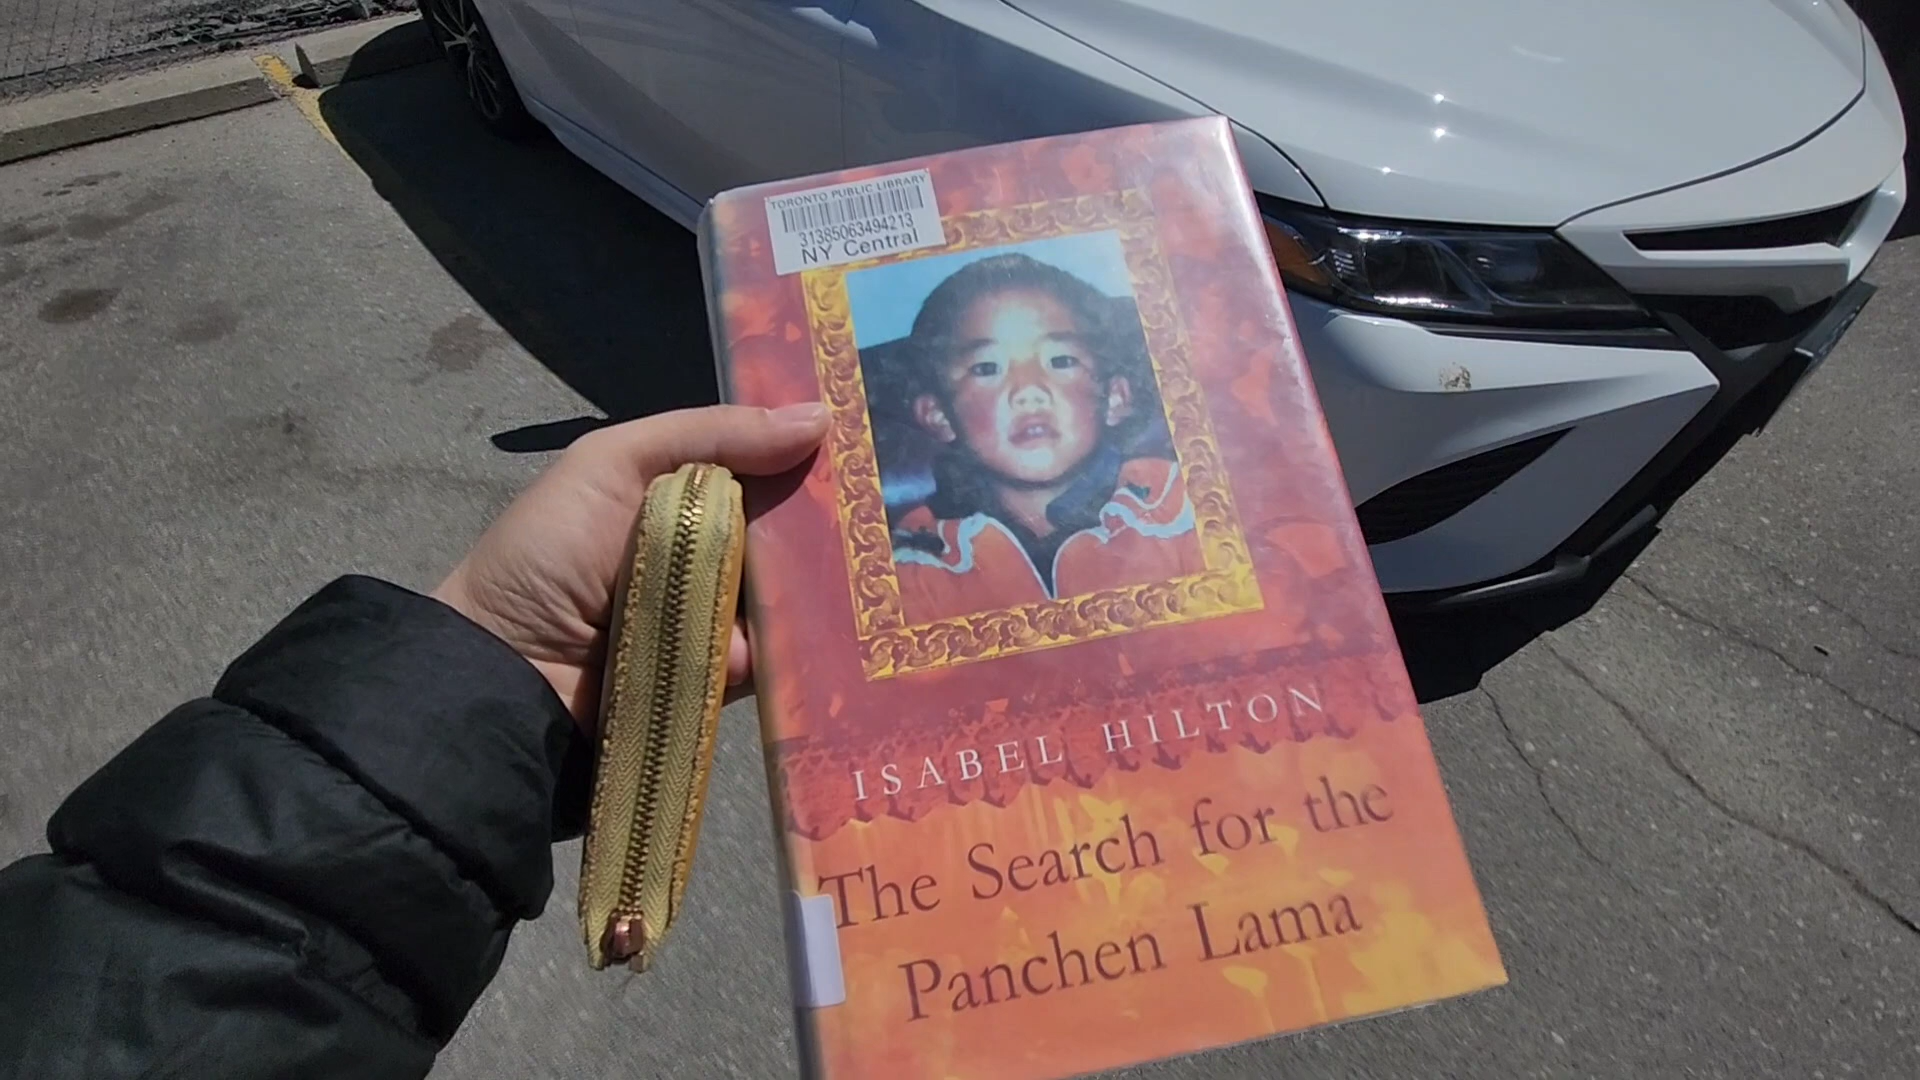 TORONTO PUBLIC LIBRARY
31385063494213
NY Central
ISABEL HILTON
The Search for the
Panchen Lama